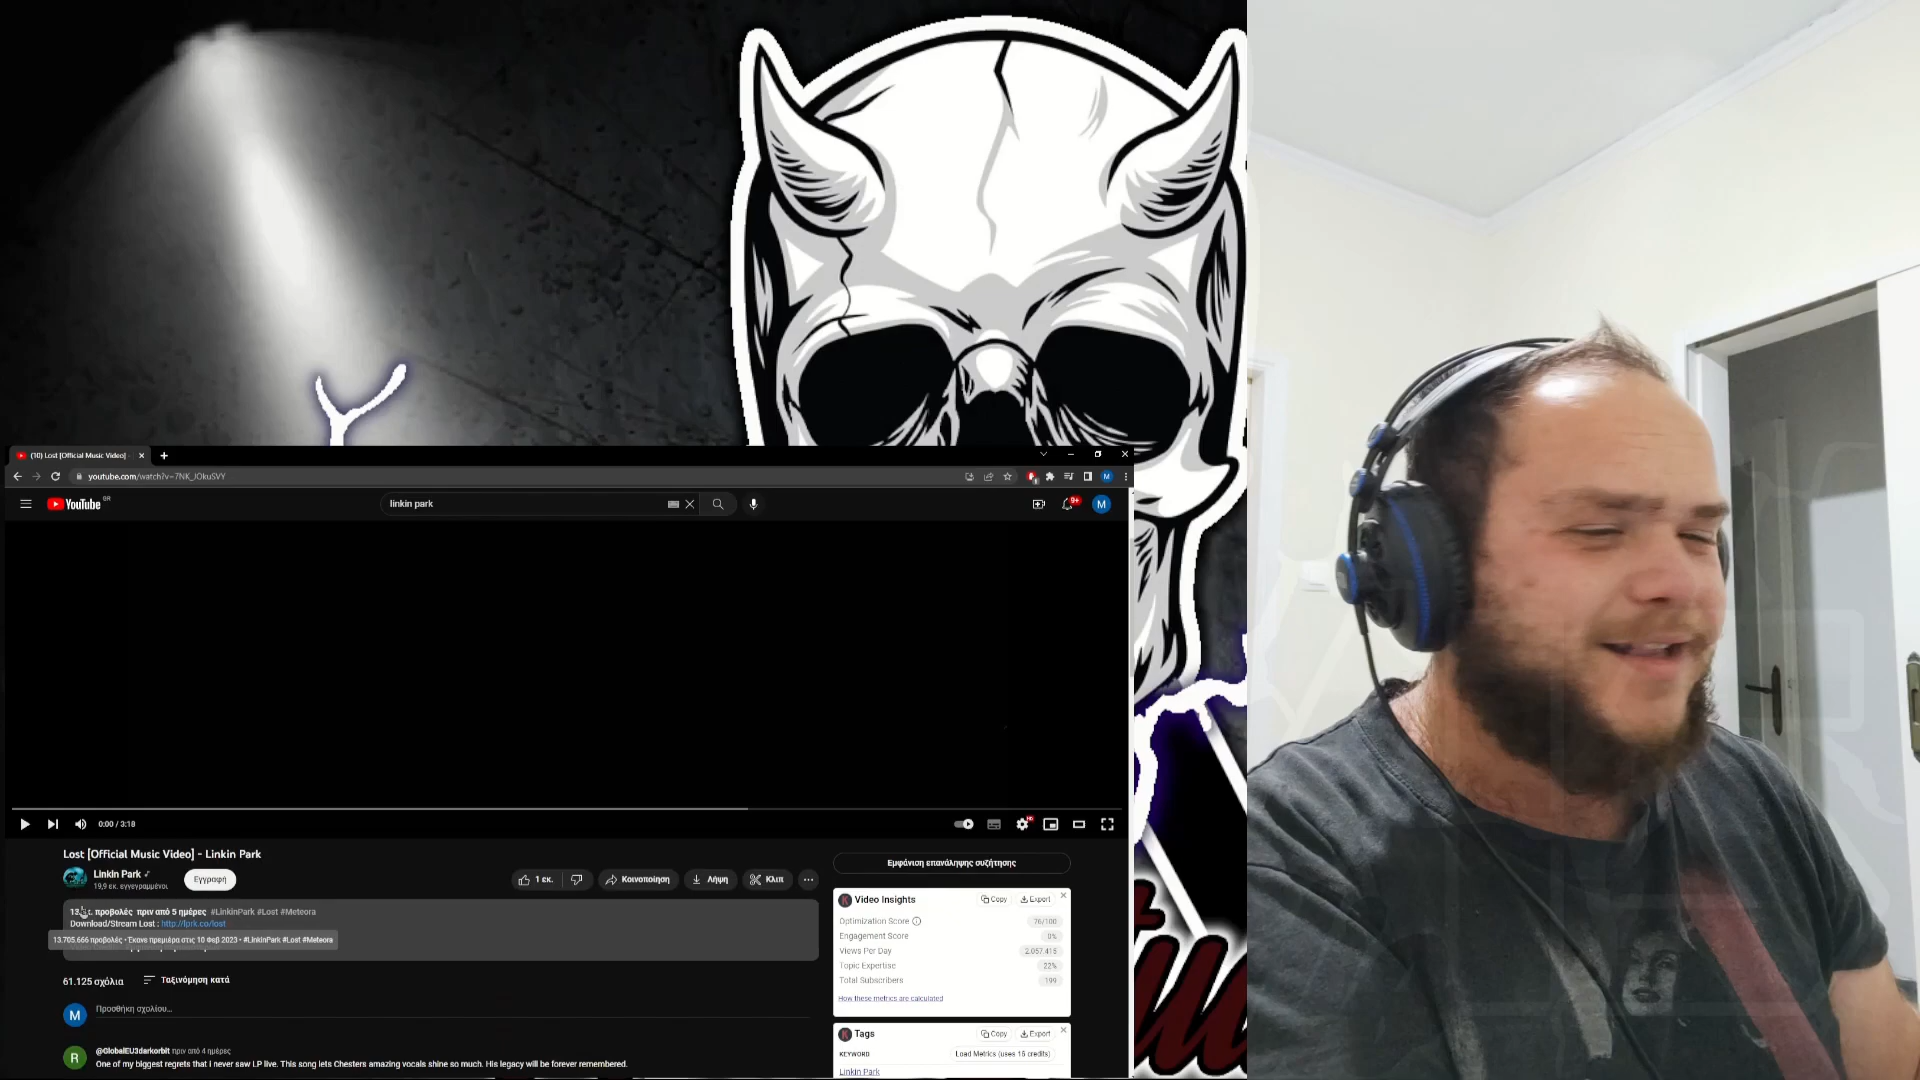 (10) Lost [Official Music Video]
youtube.com/watch?v=7NK_JOkuSVY
YouTube GR
linkin park
9+
M
0:00 / 3:18
Lost [Official Music Video] - Linkin Park
Linkin Park
19,9 εκ. εγγεγραμμένοι
Εγγραφή
1 εκ.
Κοινοποίηση
Λήψη
Κλιπ
προβολές πριν από 5 ημέρες #LinkinPark #Lost #Meteora
Download/Stream Lost : http://lprk.co/lost
13.705.666 προβολές • Έκανε πρεμιέρα στις 10 Φεβ 2023 • #LinkinPark #Lost #Meteora
61.125 σχόλια
Ταξινόμηση κατά
M
Προσθήκη σχολίου...
R
@GlobalEU3darkorbit πριν από 4 ημέρες
One of my biggest regrets that I never saw LP live. This song lets Chesters amazing vocals shine so much. His legacy will be forever remembered.
Εμφάνιση επανάληψης συζήτησης
Video Insights
Copy
Export
Optimization Score
76/100
Engagement Score
0%
Views Per Day
2.057.415
Topic Expertise
22%
Total Subscribers
199
How these metrics are calculated
Tags
Copy
Export
KEYWORD
Load Metrics (uses 16 credits)
Linkin Park